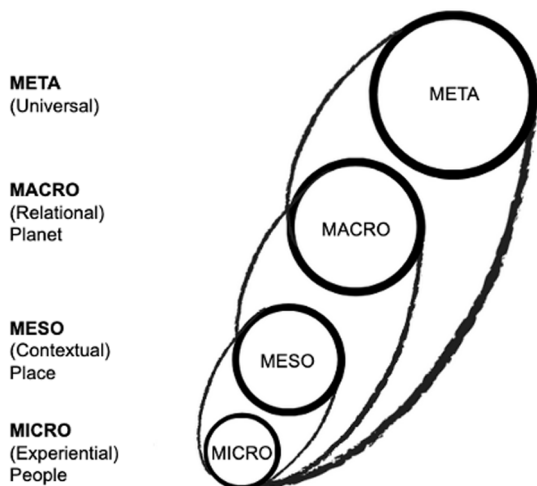 META
(Universal)
META
MACRO
(Relational)
Planet
MACRO
MESO
(Contextual)
Place
MESO
MICRO
(Experiential)
People
MICRO